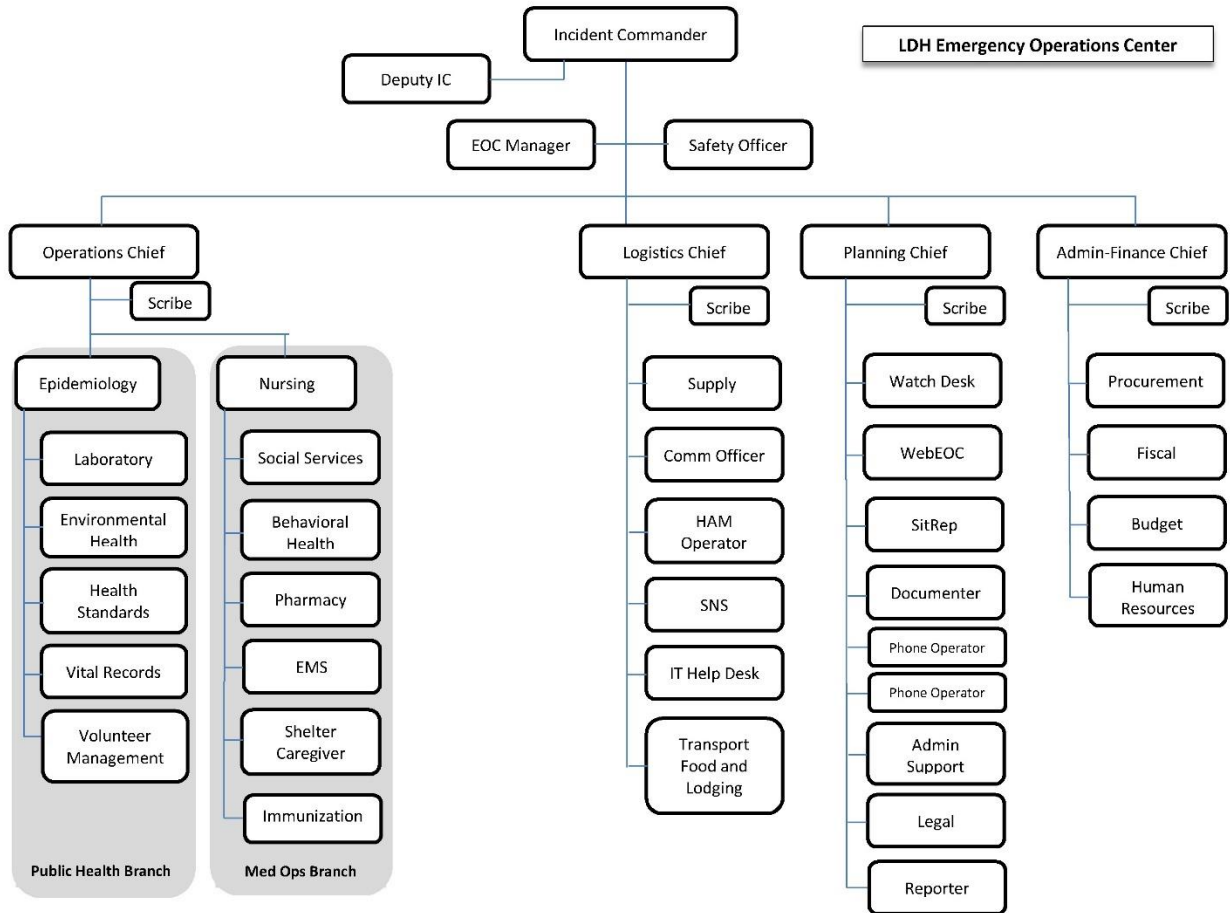 Incident Commander
LDH Emergency Operations Center
Deputy IC
EOC Manager
Safety Officer
Operations Chief
Scribe
Epidemiology
Laboratory
Environmental
Health
Health
Standards
Vital Records
Volunteer
Management
Public Health Branch
Nursing
Social Services
Behavioral
Health
Pharmacy
EMS
Shelter
Caregiver
Immunization
Med Ops Branch
Logistics Chief
Scribe
Supply
Comm Officer
HAM
Operator
SNS
IT Help Desk
Transport
Food and
Lodging
Planning Chief
Scribe
Watch Desk
WebEOC
SitRep
Documenter
Phone Operator
Phone Operator
Admin
Support
Legal
Reporter
Admin-Finance Chief
Scribe
Procurement
Fiscal
Budget
Human
Resources